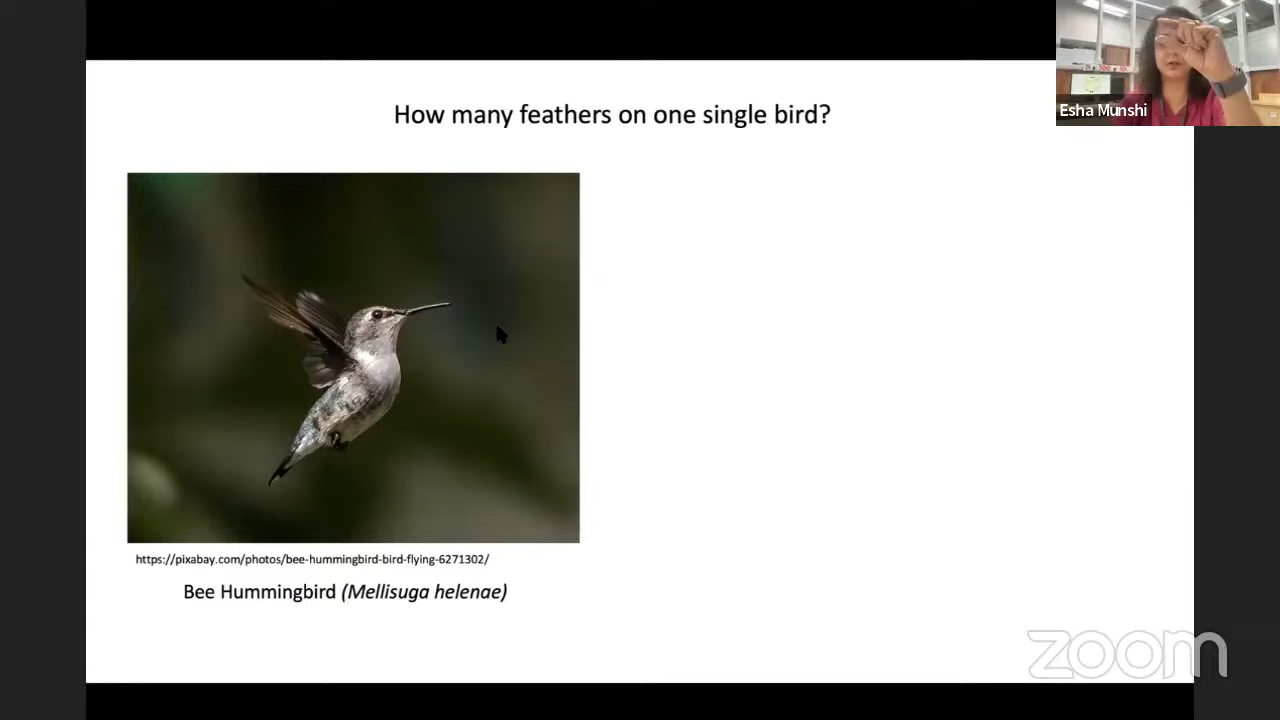 How many feathers on one single bird?
Esha Munshi
https://pixabay.com/photos/bee-hummingbird-bird-flying-6271302/
Bee Hummingbird (Mellisuga helenae)
zoom